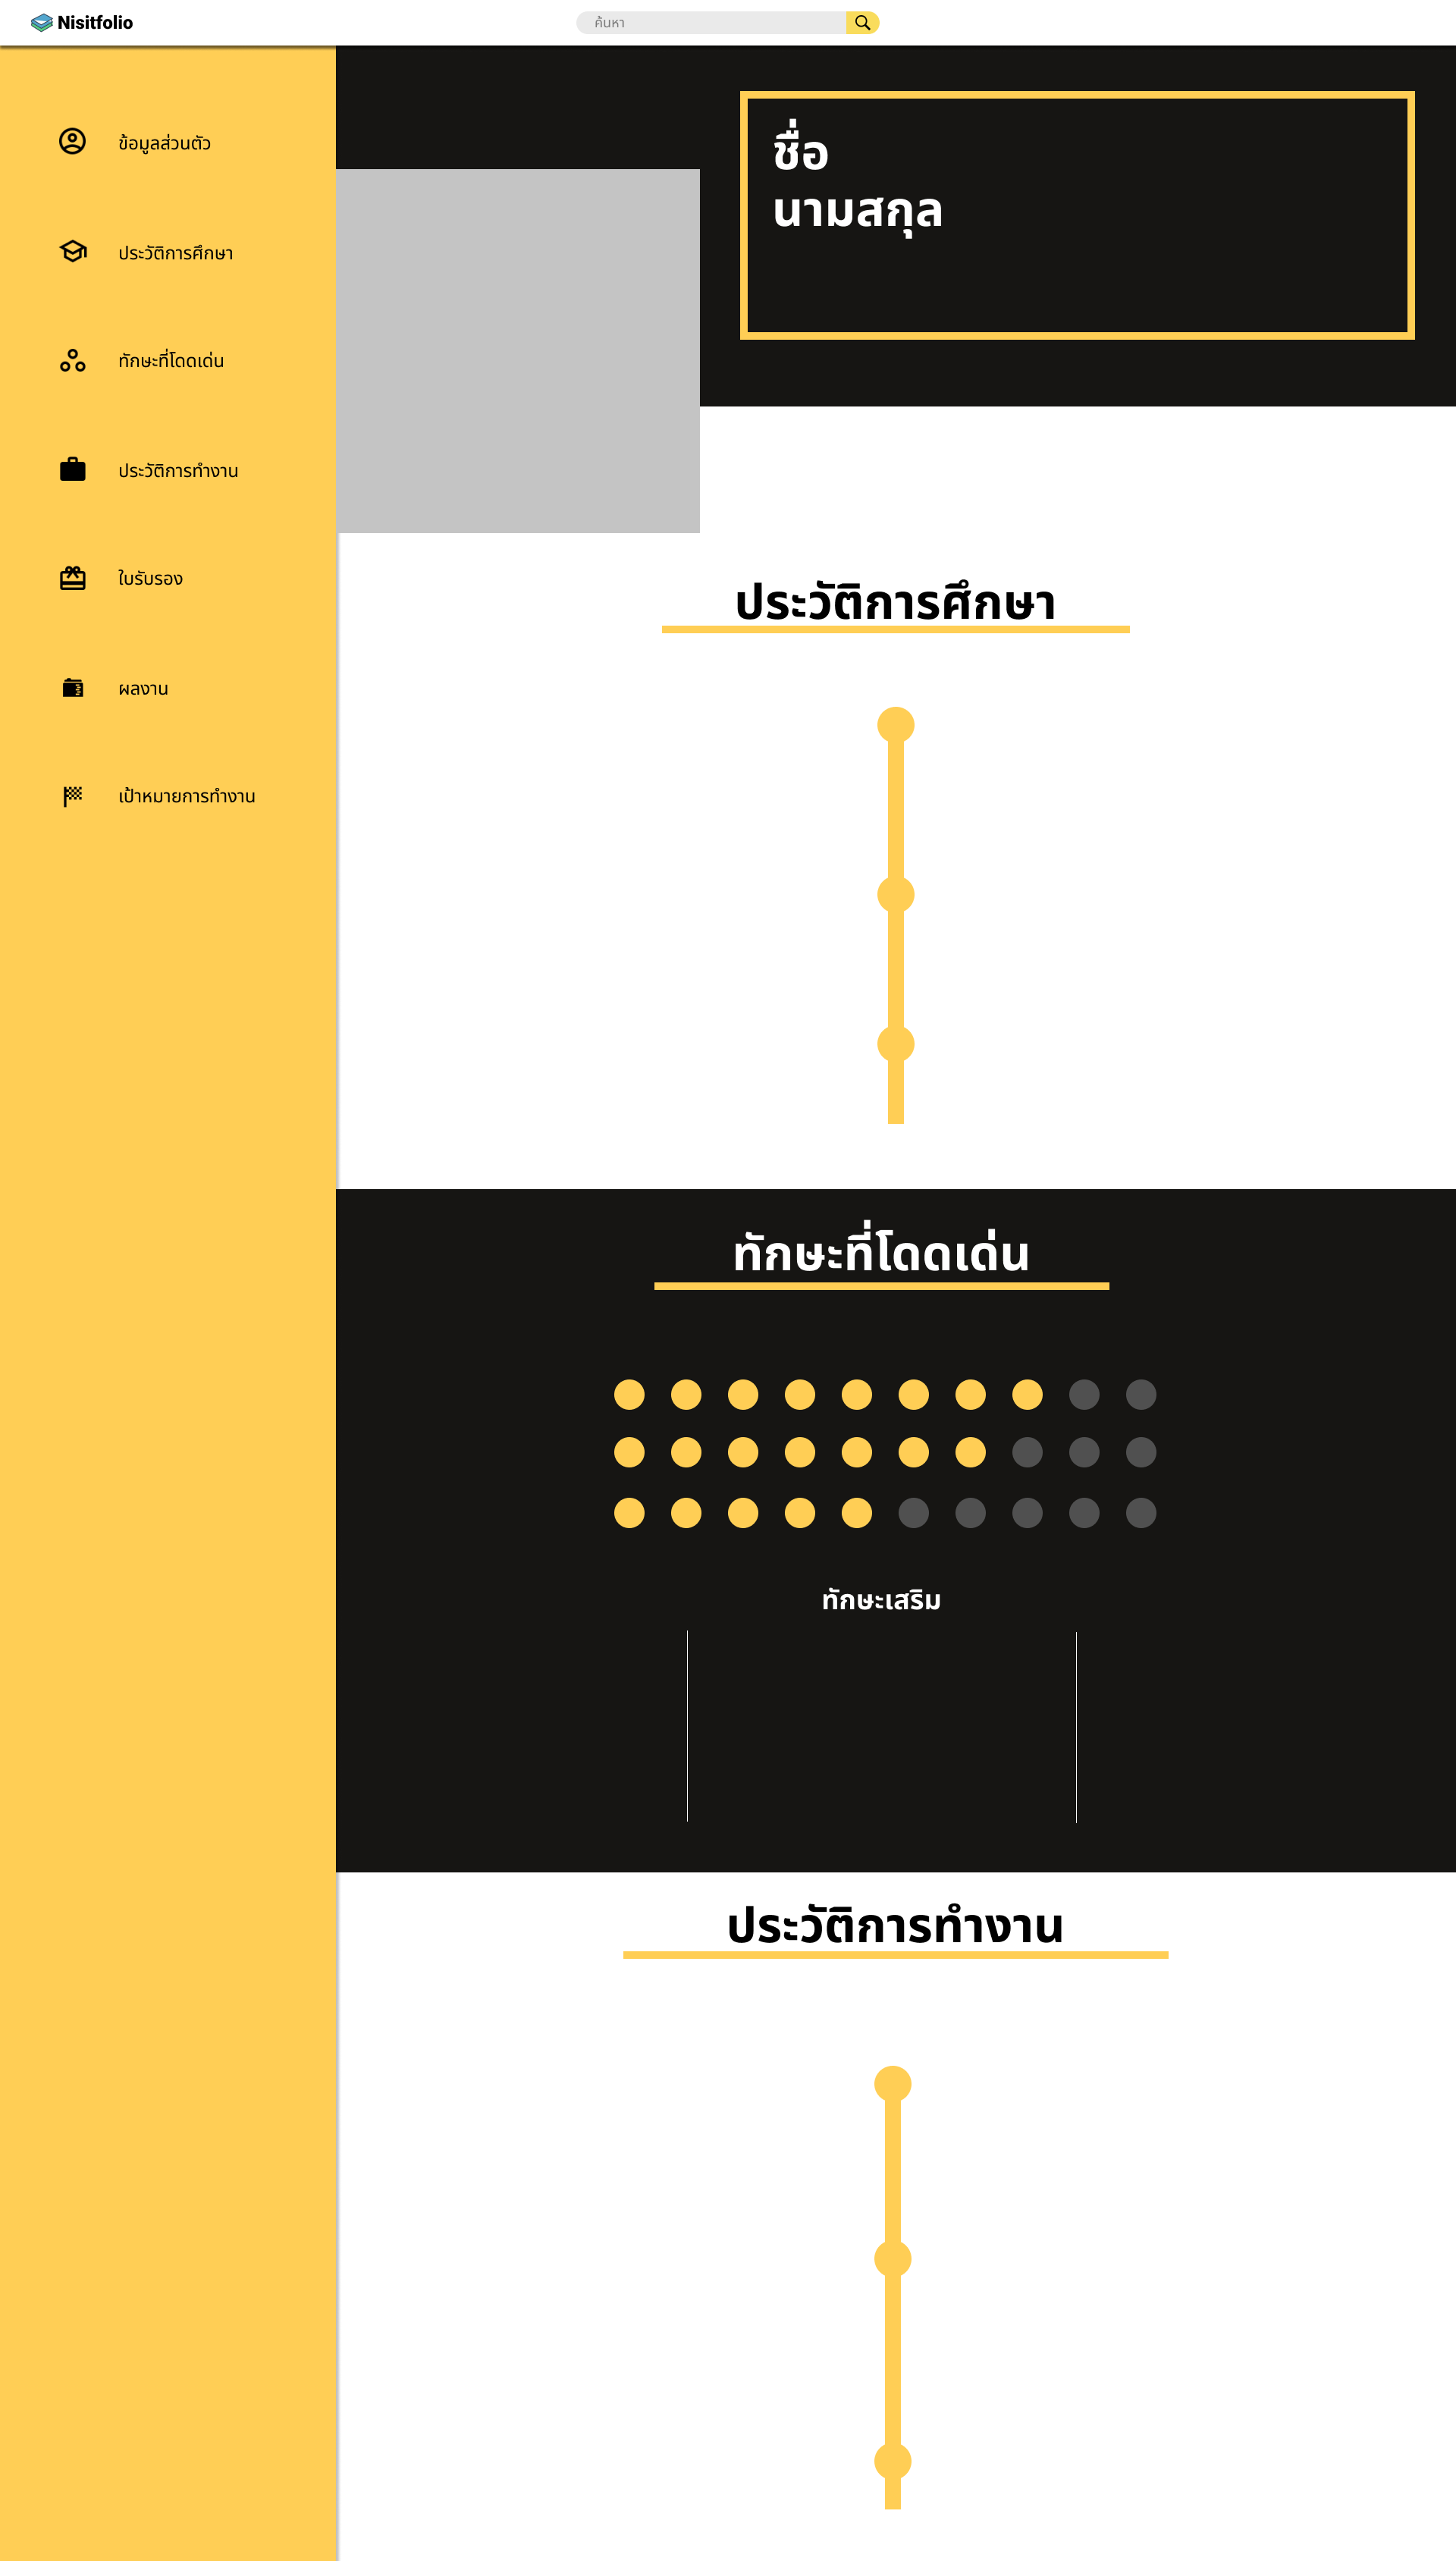 Nisitfolio
ค้นหา
ข้อมูลส่วนตัว
ประวัติการศึกษา
ทักษะที่โดดเด่น
ประวัติการทำงาน
ใบรับรอง
ผลงาน
เป้าหมายการทำงาน
ชื่อ
นามสกุล
ประวัติการศึกษา
ทักษะที่โดดเด่น
ทักษะเสริม
ประวัติการทำงาน